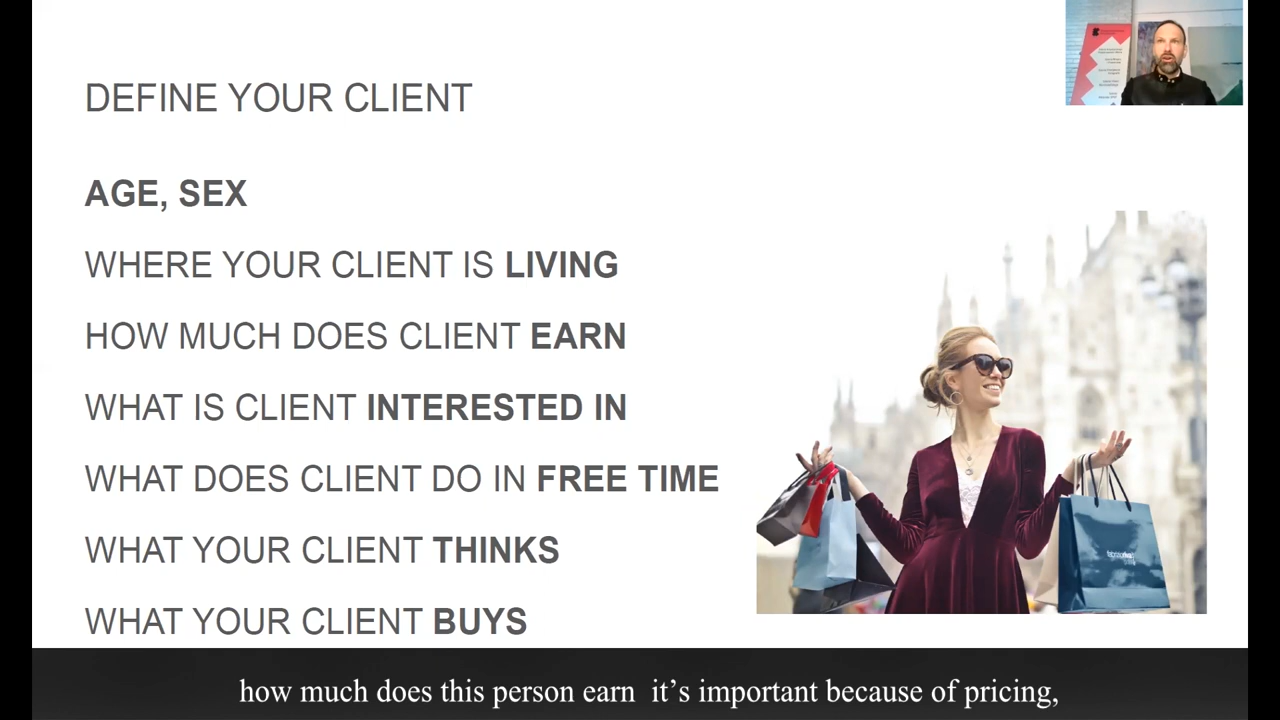 DEFINE YOUR CLIENT
AGE, SEX
WHERE YOUR CLIENT IS LIVING
HOW MUCH DOES CLIENT EARN
WHAT IS CLIENT INTERESTED IN
WHAT DOES CLIENT DO IN FREE TIME
WHAT YOUR CLIENT THINKS
WHAT YOUR CLIENT BUYS
how much does this person earn it’s important because of pricing,